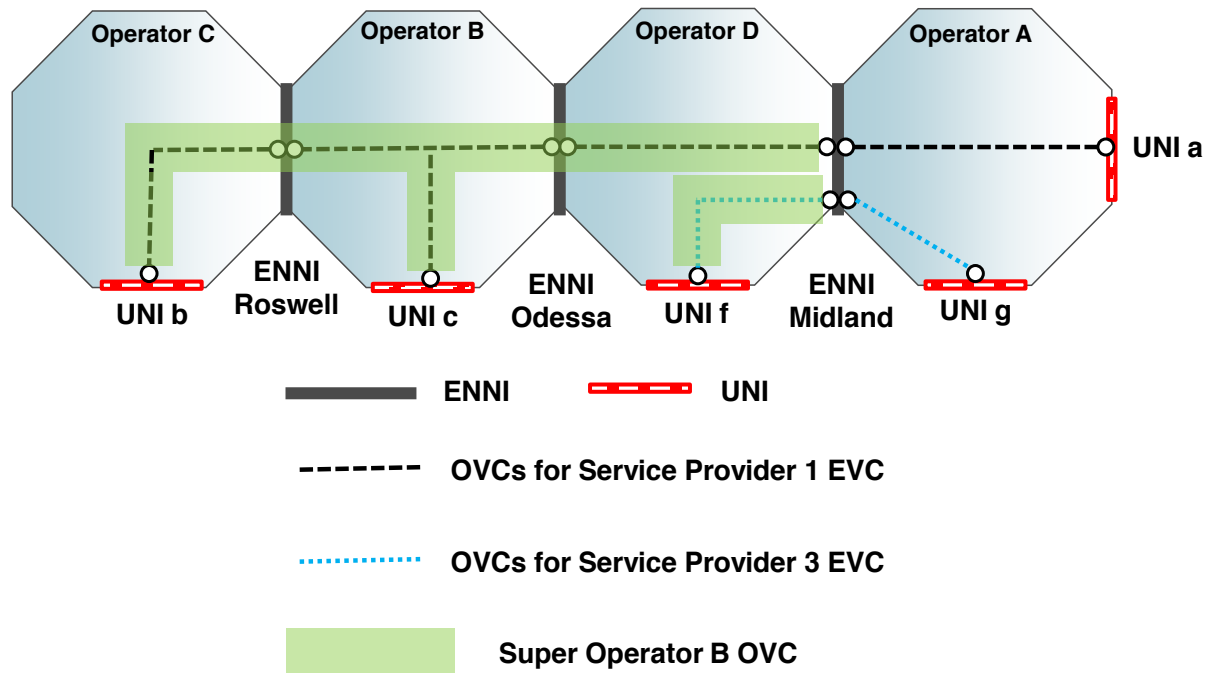 Operator C
Operator B
Operator D
Operator A
UNI a
ENNI
Roswell
ENNI
Odessa
ENNI
Midland
UNI b
UNI c
UNI f
UNI g
ENNI
UNI
OVCs for Service Provider 1 EVC
OVCs for Service Provider 3 EVC
Super Operator B OVC